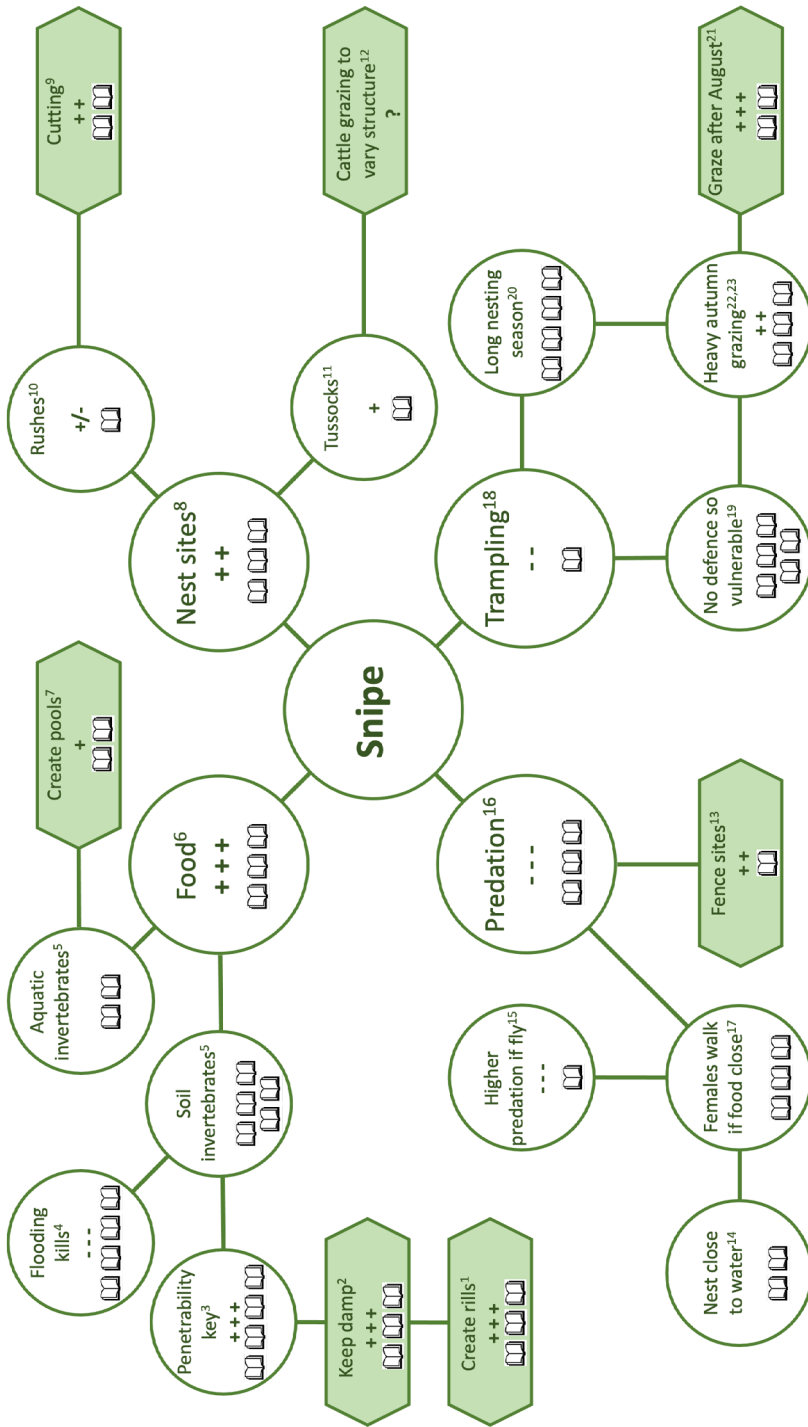 Cutting⁹
+ +
Cattle grazing to
vary structure¹²
?
Graze after August²¹
+ + +
Rushes¹⁰
+/-
Tussocks¹¹
+
Long nesting
season²⁰
Heavy autumn
grazing²²,²³
+ +
Nest sites⁸
+ +
Trampling¹⁸
- -
No defence so
vulnerable¹⁹
Snipe
Create pools⁷
+
Aquatic
invertebrates⁵
Food⁶
+ + +
Predation¹⁶
- - -
Fence sites¹³
+ +
Soil
invertebrates⁵
Higher
predation if fly¹⁵
- - -
Females walk
if food close¹⁷
Flooding
kills⁴
- - -
Penetrability
key³
+ + +
Keep damp²
+ + +
Create rills¹
+ + +
Nest close
to water¹⁴